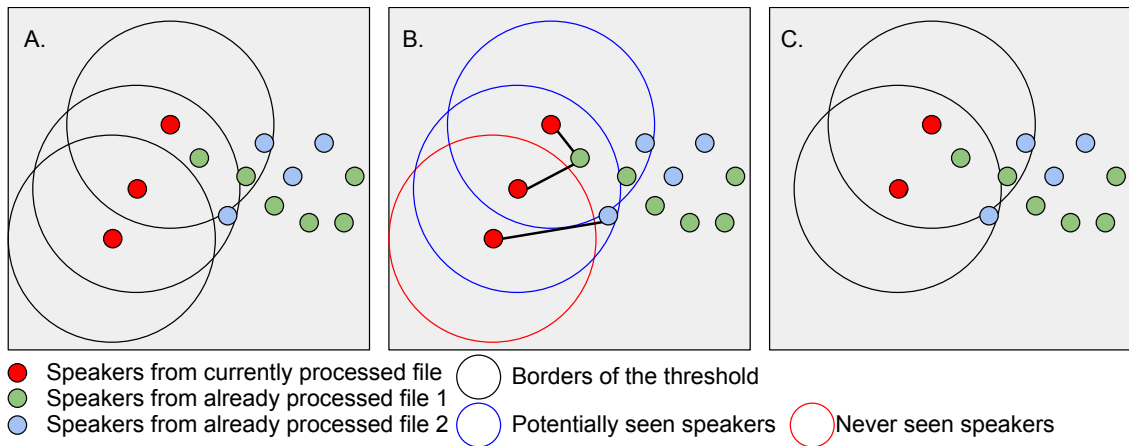 A.
B.
C.
Speakers from currently processed file
Borders of the threshold
Speakers from already processed file 1
Speakers from already processed file 2
Potentially seen speakers
Never seen speakers